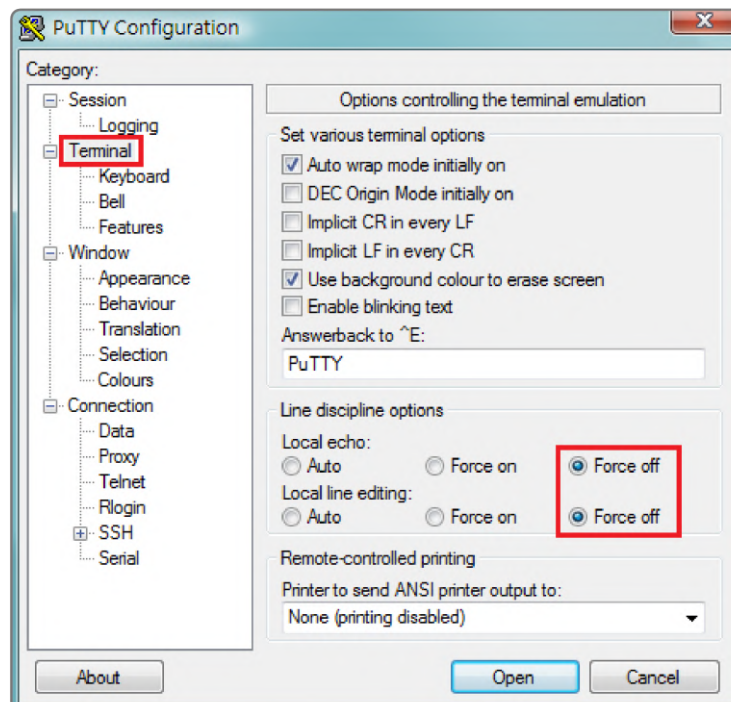 PuTTY Configuration
Category:
Session
Logging
Terminal
Keyboard
Bell
Features
Window
Appearance
Behaviour
Translation
Selection
Colours
Connection
Data
Proxy
Telnet
Rlogin
SSH
Serial
Options controlling the terminal emulation
Set various terminal options
Auto wrap mode initially on
DEC Origin Mode initially on
Implicit CR in every LF
Implicit LF in every CR
Use background colour to erase screen
Enable blinking text
Answerback to ^E:
PuTTY
Line discipline options
Local echo:
Auto Force on Force off
Local line editing:
Auto Force on Force off
Remote-controlled printing
Printer to send ANSI printer output to:
None (printing disabled)
About Open Cancel